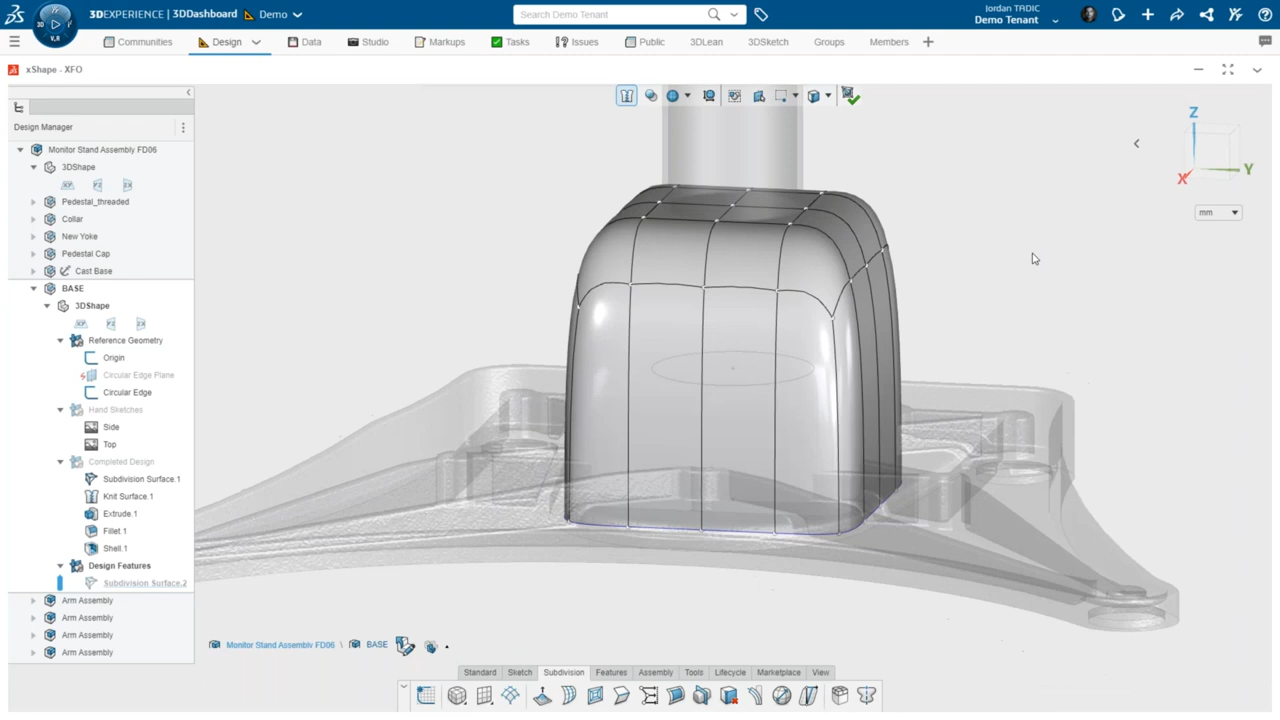 3DEXPERIENCE | 3DDashboard Demo
Search Demo Tenant
Jordan TRDIC
Demo Tenant
3D
V.R
Communities
Design
Data
Studio
Markups
Tasks
Issues
Public
3DLean
3DSketch
Groups
Members
xShape - XFO
Design Manager
Monitor Stand Assembly FD06
3DShape
Pedestal_threaded
Collar
New Yoke
Pedestal Cap
Cast Base
BASE
3DShape
Reference Geometry
Origin
Circular Edge Plane
Circular Edge
Hand Sketches
Side
Top
Completed Design
Subdivision Surface.1
Knit Surface.1
Extrude.1
Fillet.1
Shell.1
Design Features
Subdivision Surface.2
Arm Assembly
Arm Assembly
Arm Assembly
Arm Assembly
Z
Y
X
mm
Monitor Stand Assembly FD06 \ BASE
Standard
Sketch
Subdivision
Features
Assembly
Tools
Lifecycle
Marketplace
View